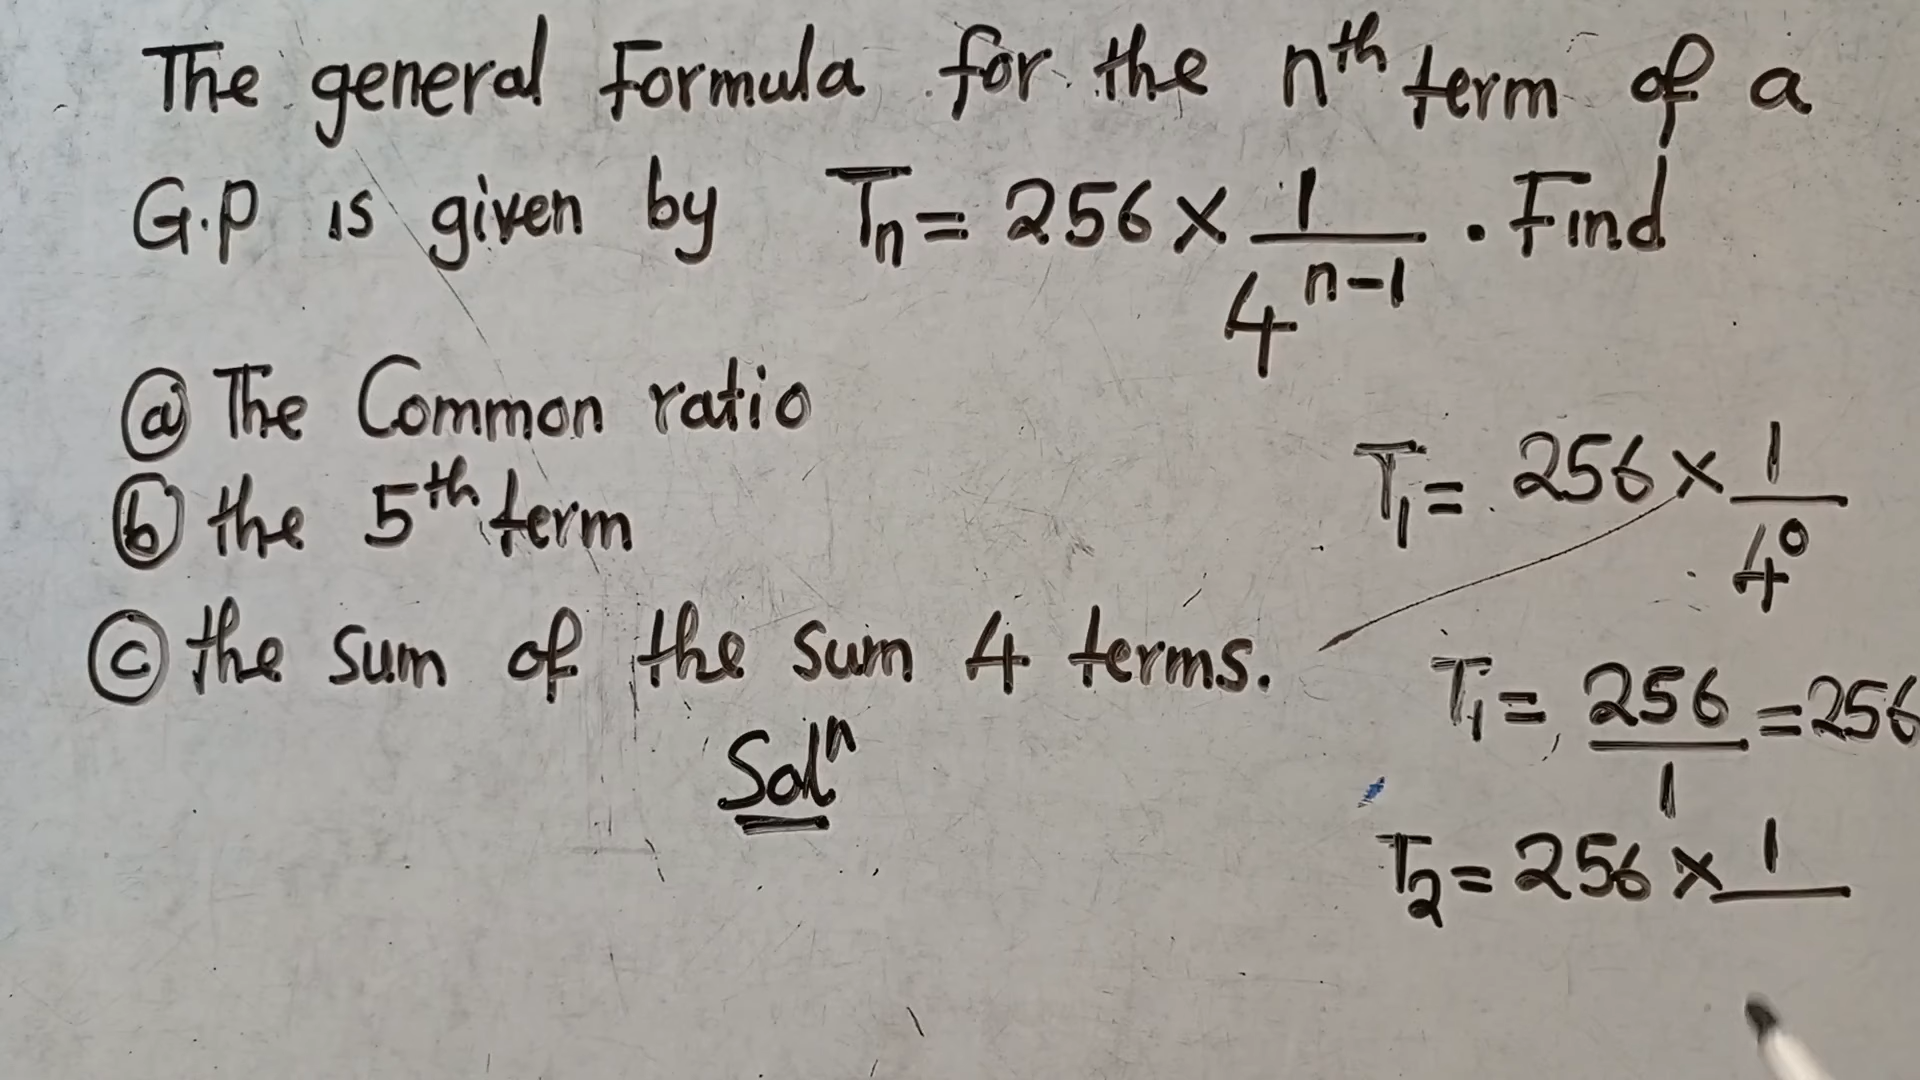 The general Formula for the nth term of a
G.P is given by Tn = 256 × 1/4^(n-1) . Find
(a) The Common ratio
(b) the 5th term
(c) the sum of the sum 4 terms.
Solⁿ
T₁ = 256 × 1/4⁰
T₁ = 256/1 = 256
T₂ = 256 × 1/